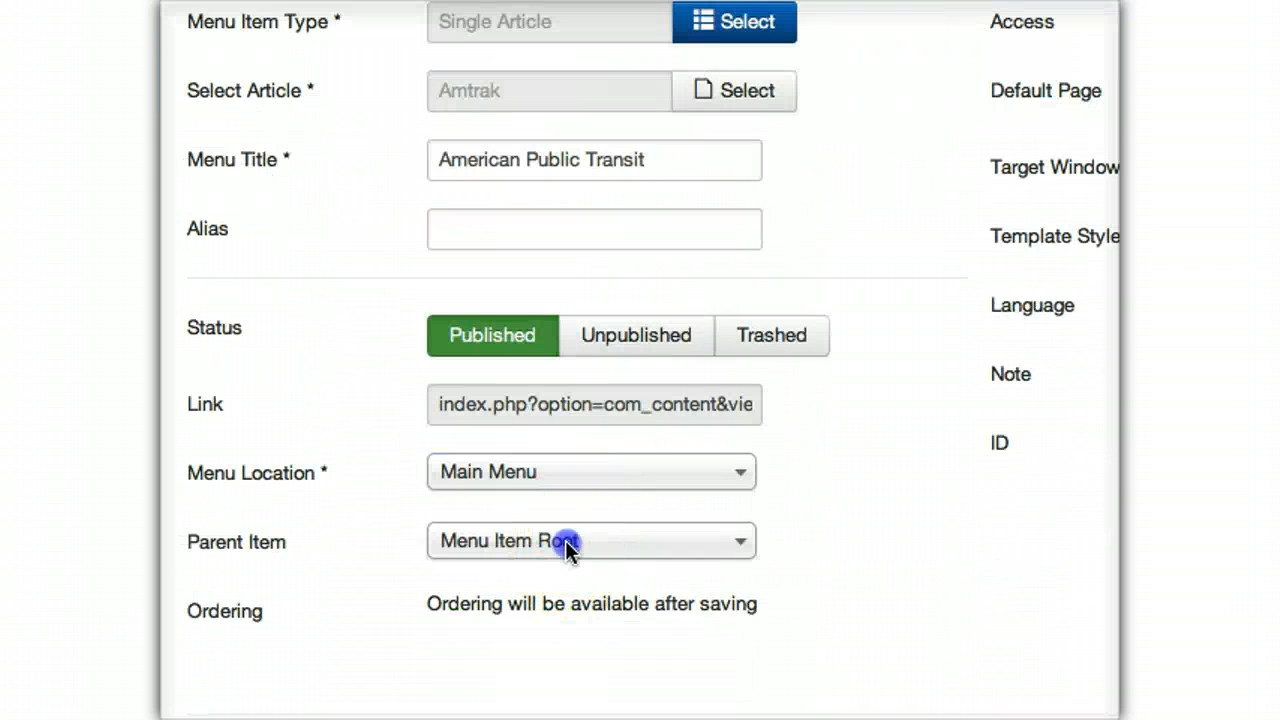 Menu Item Type * Single Article Select Access
Select Article * Amtrak Select Default Page
Menu Title * American Public Transit Target Window
Alias Template Style
Language
Status Published Unpublished Trashed
Note
Link index.php?option=com_content&vie
ID
Menu Location * Main Menu
Parent Item Menu Item Root
Ordering Ordering will be available after saving